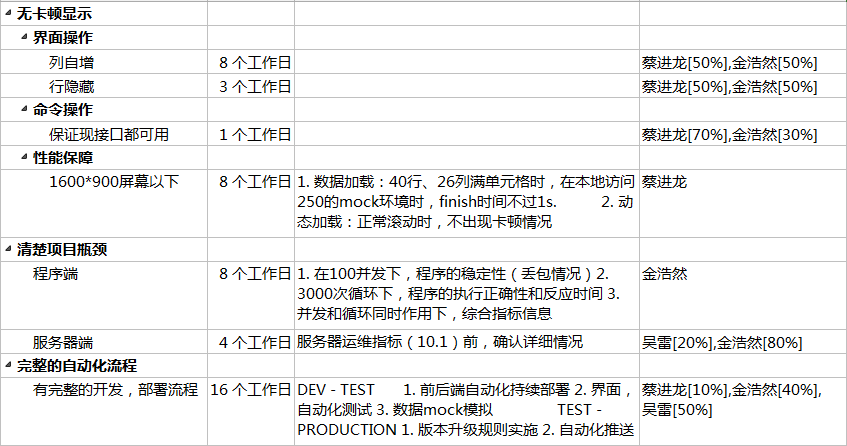 无卡顿显示
界面操作
列自增 8 个工作日 蔡进龙[50%],金浩然[50%]
行隐藏 3 个工作日 蔡进龙[50%],金浩然[50%]
命令操作
保证现接口都可用 1 个工作日 蔡进龙[70%],金浩然[30%]
性能保障
1600*900屏幕以下 8 个工作日 1. 数据加载：40行、26列满单元格时，在本地访问 蔡进龙
250的mock环境时，finish时间不过1s. 2. 动
态加载：正常滚动时，不出现卡顿情况
清楚项目瓶颈
程序端 8 个工作日 1. 在100并发下，程序的稳定性（丢包情况）2. 金浩然
3000次循环下，程序的执行正确性和反应时间 3.
并发和循环同时作用下，综合指标信息
服务器端 4 个工作日 服务器运维指标（10.1）前，确认详细情况 吴雷[20%],金浩然[80%]
完整的自动化流程
有完整的开发，部署流程 16 个工作日 DEV - TEST 1. 前后端自动化持续部署 2. 界面， 蔡进龙[10%],金浩然[40%],
自动化测试 3. 数据mock模拟 TEST - 吴雷[50%]
PRODUCTION 1. 版本升级规则实施 2. 自动化推送